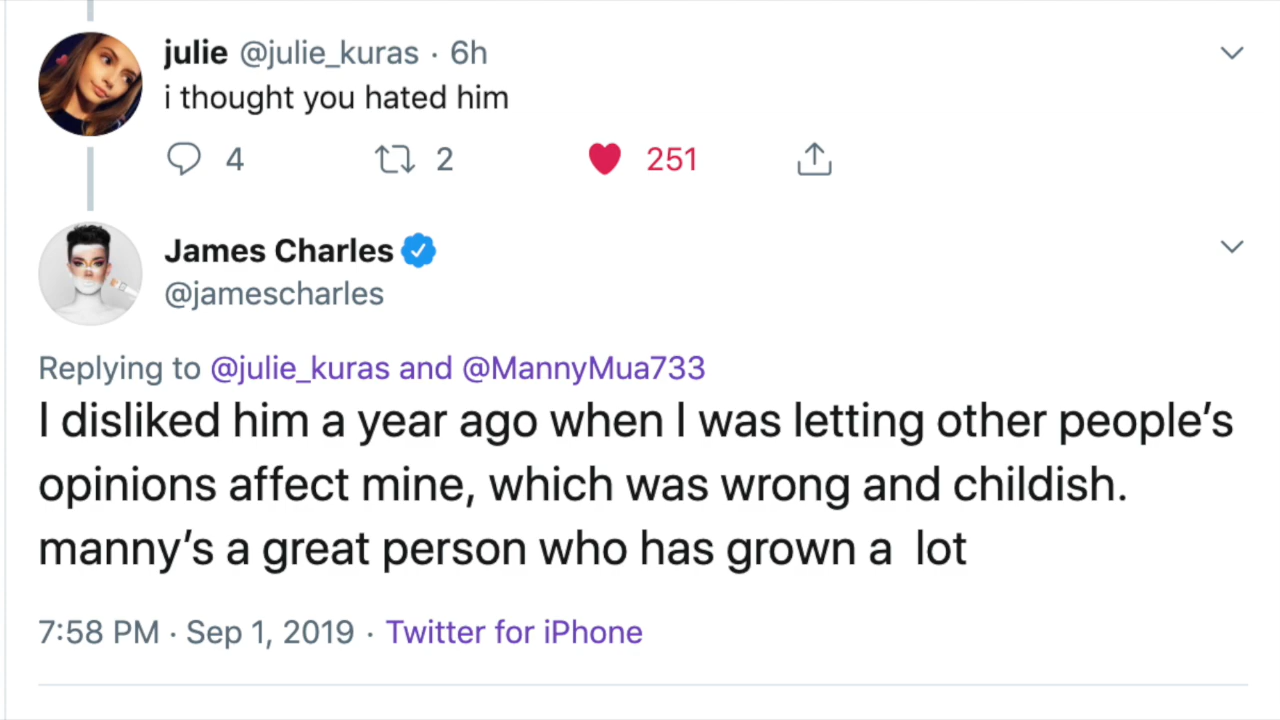 julie @julie_kuras · 6h
i thought you hated him
4 2 251
James Charles
@jamescharles
Replying to @julie_kuras and @MannyMua733
I disliked him a year ago when I was letting other people's
opinions affect mine, which was wrong and childish.
manny's a great person who has grown a  lot
7:58 PM · Sep 1, 2019 · Twitter for iPhone